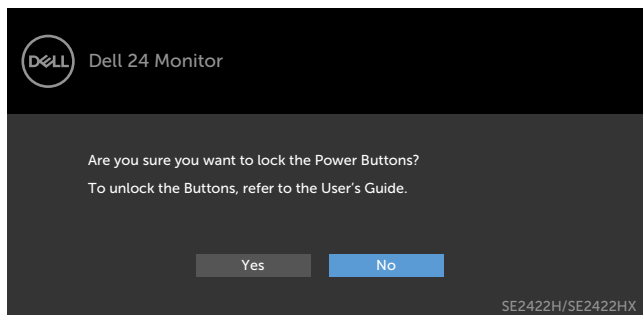 DELL
Dell 24 Monitor
Are you sure you want to lock the Power Buttons?
To unlock the Buttons, refer to the User's Guide.
Yes No
SE2422H/SE2422HX